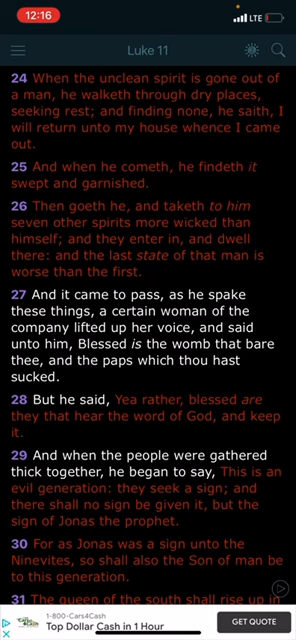 12:16
LTE
Luke 11
24 When the unclean spirit is gone out of
a man, he walketh through dry places,
seeking rest; and finding none, he saith, I
will return unto my house whence I came
out.
25 And when he cometh, he findeth it
swept and garnished.
26 Then goeth he, and taketh to him
seven other spirits more wicked than
himself; and they enter in, and dwell
there: and the last state of that man is
worse than the first.
27 And it came to pass, as he spake
these things, a certain woman of the
company lifted up her voice, and said
unto him, Blessed is the womb that bare
thee, and the paps which thou hast
sucked.
28 But he said, Yea rather, blessed are
they that hear the word of God, and keep
it.
29 And when the people were gathered
thick together, he began to say, This is an
evil generation: they seek a sign; and
there shall no sign be given it, but the
sign of Jonas the prophet.
30 For as Jonas was a sign unto the
Ninevites, so shall also the Son of man be
to this generation.
31 The queen of the south shall rise up in
1-800-Cars4Cash
Top Dollar Cash in 1 Hour
GET QUOTE